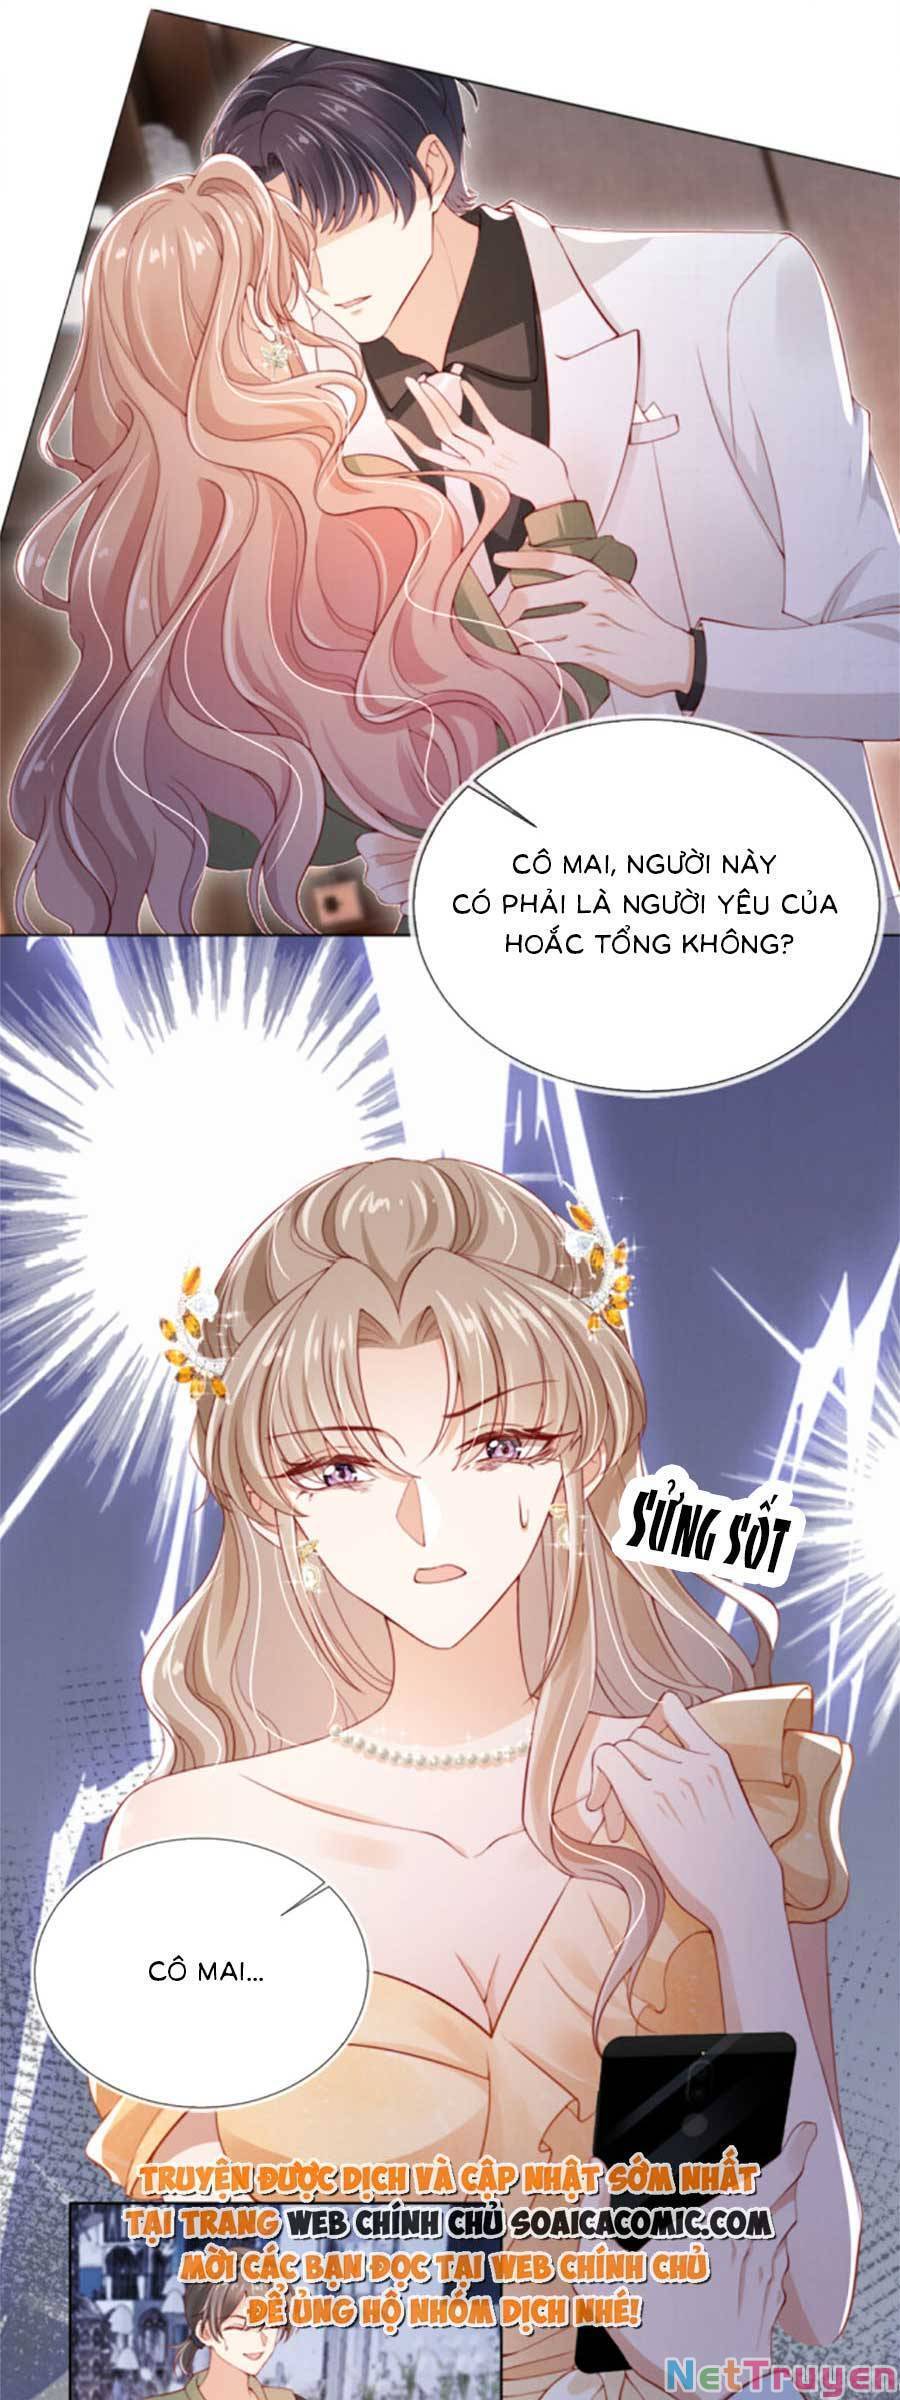 CÔ MAI, NGƯỜI NÀY
CÓ PHẢI LÀ NGƯỜI YÊU CỦA
HOẮC TỔNG KHÔNG?
SỬNG SỐT
CÔ MAI...
TRUYỆN ĐƯỢC DỊCH VÀ CẬP NHẬT SỚM NHẤT
TẠI TRANG WEB CHÍNH CHỦ SOAICACOMIC.COM
MỜI CÁC BẠN ĐỌC TẠI WEB CHÍNH CHỦ
ĐỂ ỦNG HỘ NHÓM DỊCH NHÉ!
NetTruyen